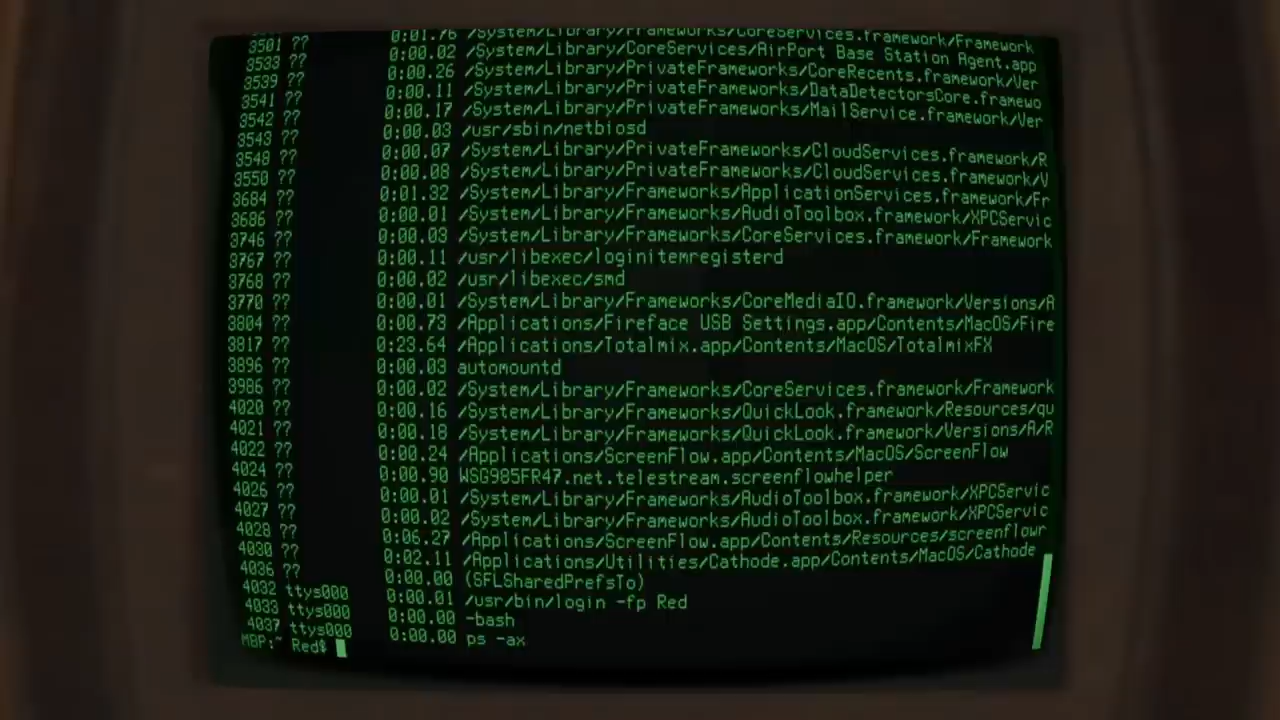 3501 ?? 0:01.76 /System/Library/Frameworks/CoreServices.framework/Framework
3533 ?? 0:00.02 /System/Library/CoreServices/AirPort Base Station Agent.app
3539 ?? 0:00.26 /System/Library/PrivateFrameworks/CoreRecents.framework/Ver
3541 ?? 0:00.11 /System/Library/PrivateFrameworks/DataDetectorsCore.framewo
3542 ?? 0:00.17 /System/Library/PrivateFrameworks/MailService.framework/Ver
3543 ?? 0:00.03 /usr/sbin/netbiosd
3548 ?? 0:00.07 /System/Library/PrivateFrameworks/CloudServices.framework/R
3550 ?? 0:00.08 /System/Library/PrivateFrameworks/CloudServices.framework/V
3684 ?? 0:01.32 /System/Library/Frameworks/ApplicationServices.framework/Fr
3686 ?? 0:00.01 /System/Library/Frameworks/AudioToolbox.framework/XPCServic
3746 ?? 0:00.03 /System/Library/Frameworks/CoreServices.framework/Framework
3767 ?? 0:00.11 /usr/libexec/loginitemregisterd
3768 ?? 0:00.02 /usr/libexec/smd
3770 ?? 0:00.01 /System/Library/Frameworks/CoreMediaIO.framework/Versions/A
3804 ?? 0:00.73 /Applications/Fireface USB Settings.app/Contents/MacOS/Fire
3817 ?? 0:23.64 /Applications/Totalmix.app/Contents/MacOS/TotalmixFX
3896 ?? 0:00.03 automountd
3986 ?? 0:00.02 /System/Library/Frameworks/CoreServices.framework/Framework
4020 ?? 0:00.16 /System/Library/Frameworks/QuickLook.framework/Resources/qu
4021 ?? 0:00.18 /System/Library/Frameworks/QuickLook.framework/Versions/A/R
4022 ?? 0:00.24 /Applications/ScreenFlow.app/Contents/MacOS/ScreenFlow
4024 ?? 0:00.90 WSG985FR47.net.telestream.screenflowhelper
4026 ?? 0:00.01 /System/Library/Frameworks/AudioToolbox.framework/XPCServic
4027 ?? 0:00.02 /System/Library/Frameworks/AudioToolbox.framework/XPCServic
4028 ?? 0:06.27 /Applications/ScreenFlow.app/Contents/Resources/screenflowr
4030 ?? 0:02.11 /Applications/Utilities/Cathode.app/Contents/MacOS/Cathode
4036 ?? 0:00.00 (SFLSharedPrefsTo)
4032 ttys000 0:00.01 /usr/bin/login -fp Red
4033 ttys000 0:00.00 -bash
4037 ttys000 0:00.00 ps -ax
MBP:~ Red$